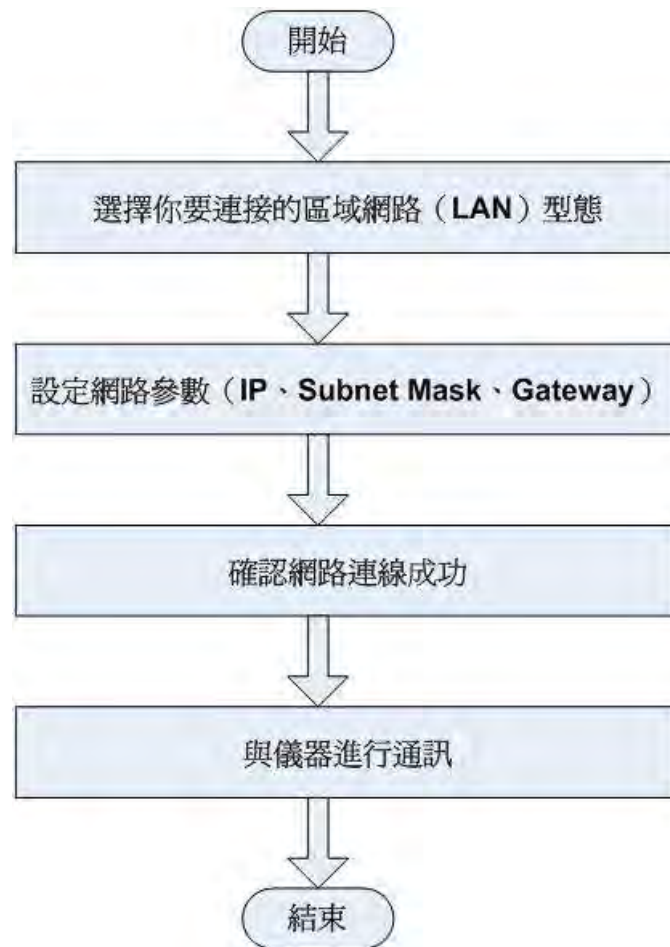 開始
選擇你要連接的區域網路（LAN）型態
設定網路參數（IP、Subnet Mask、Gateway）
確認網路連線成功
與儀器進行通訊
結束